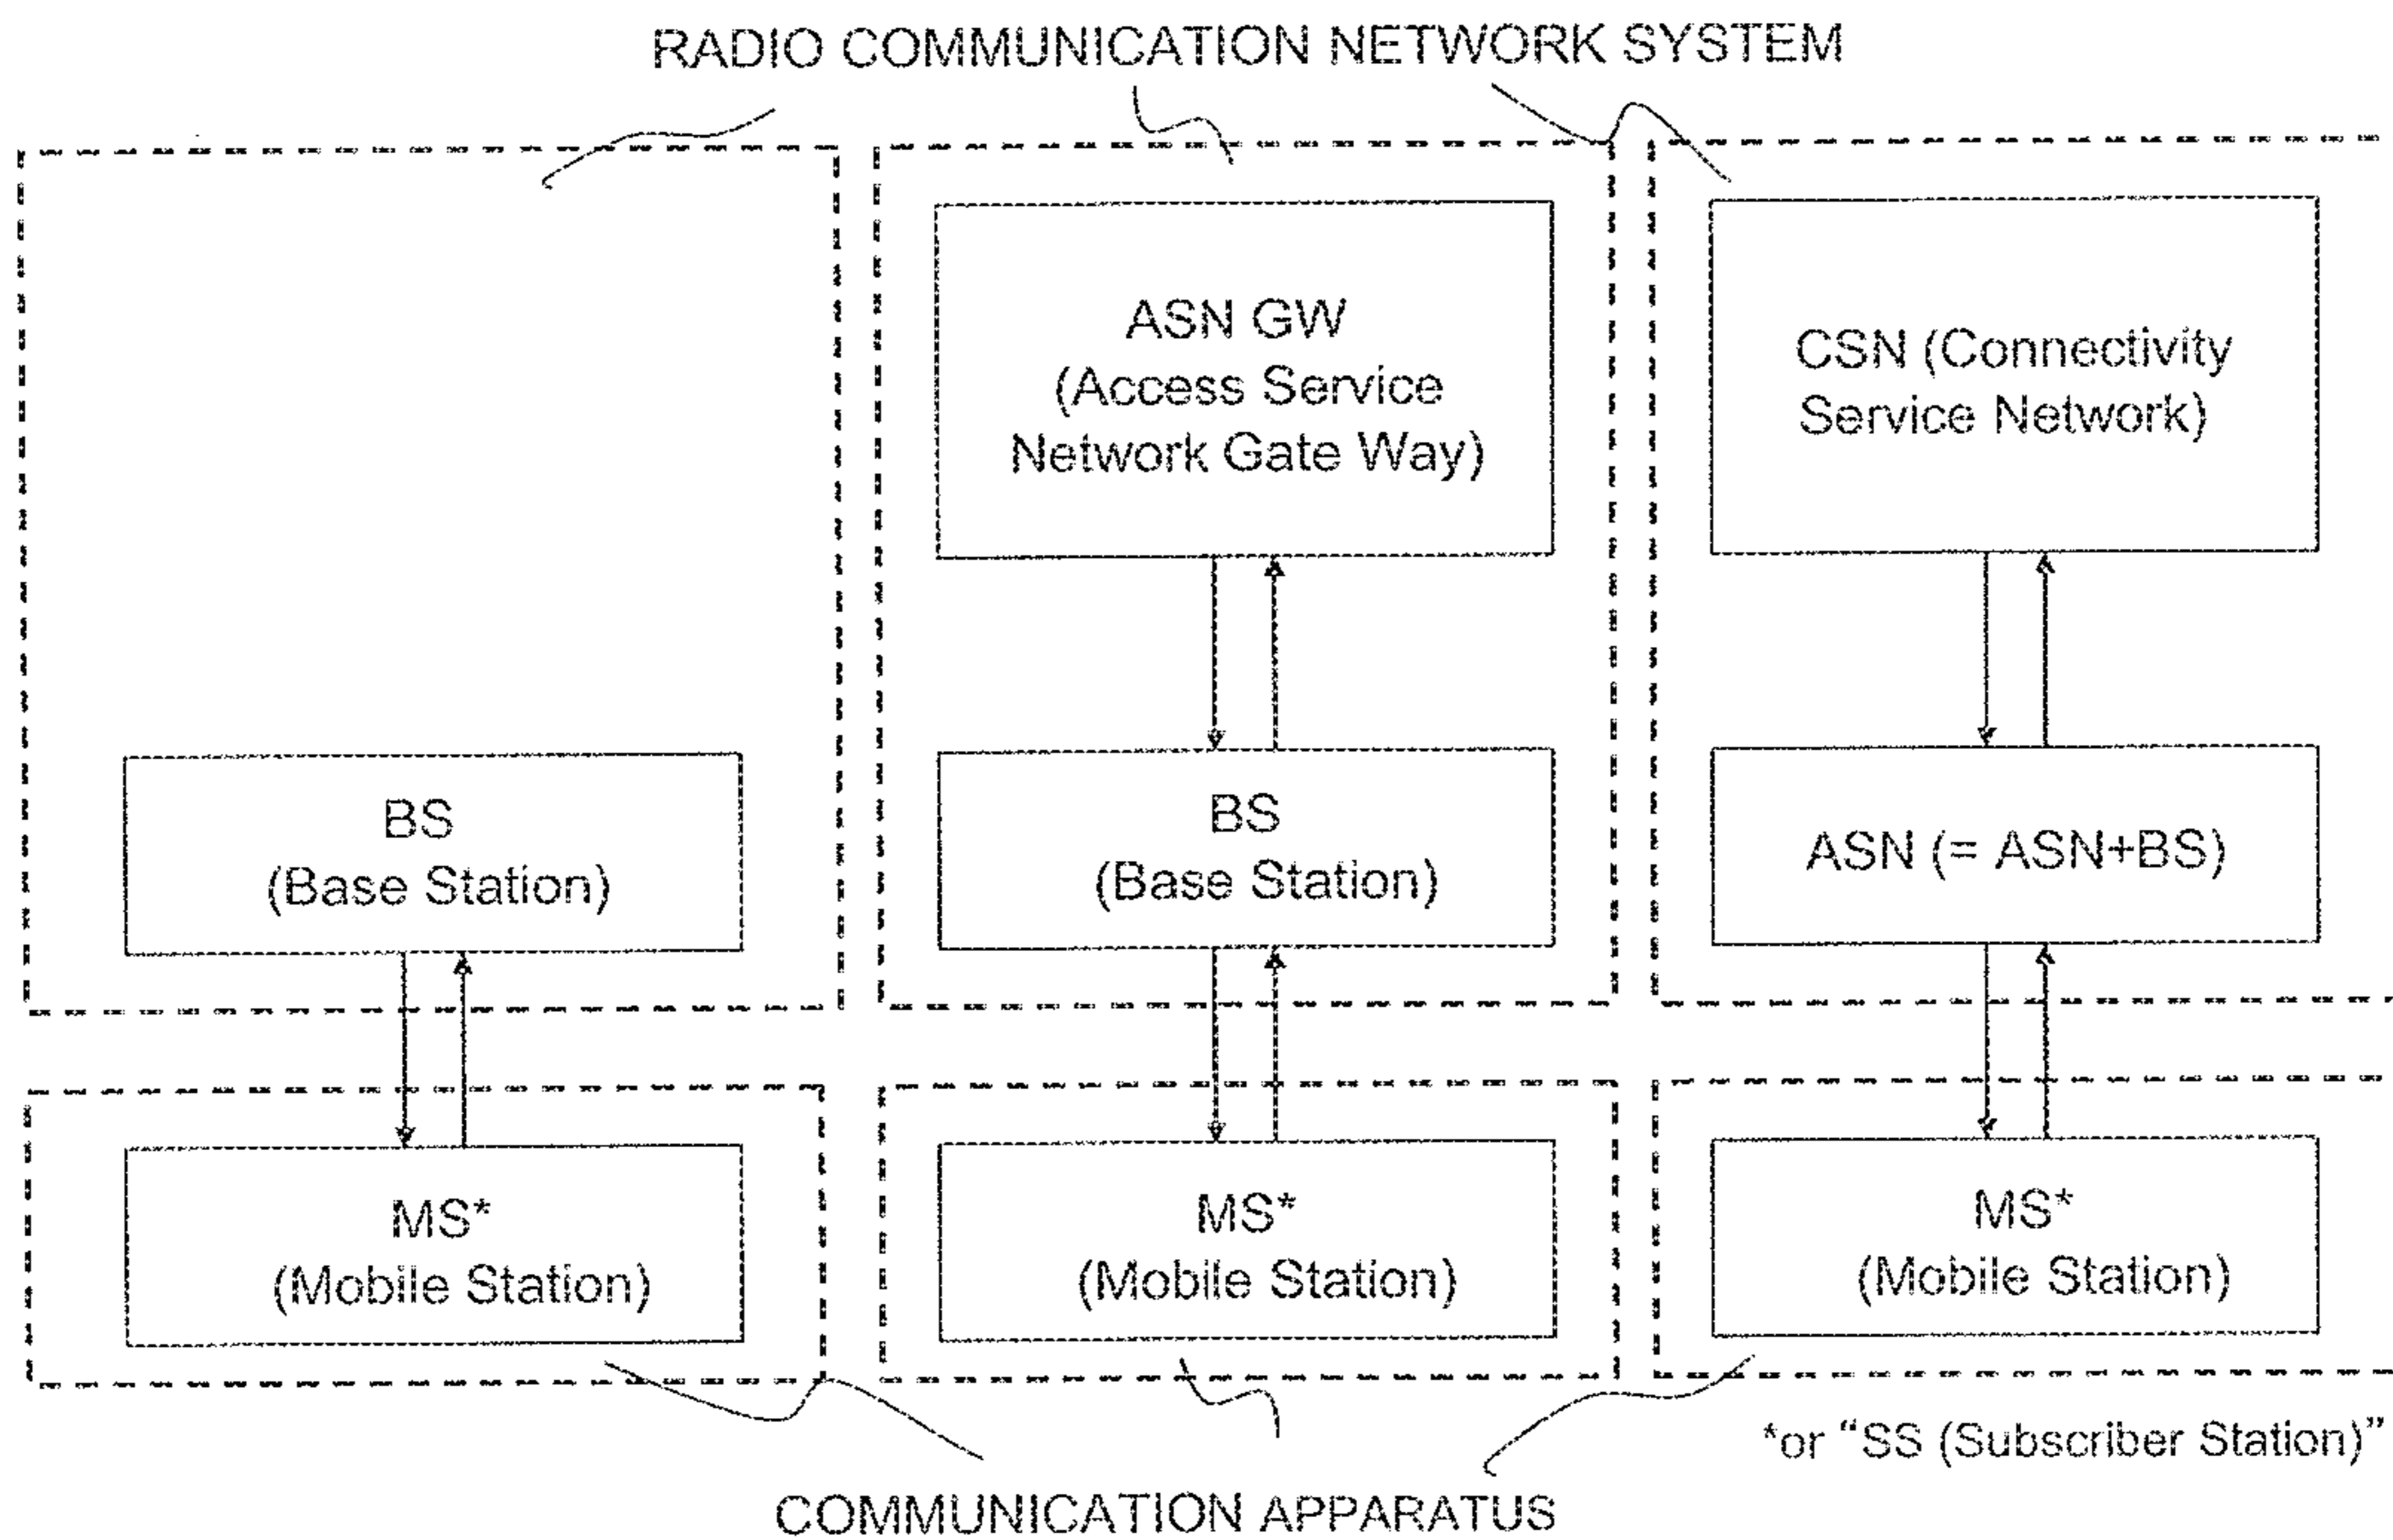 RADIO COMMUNICATION NETWORK SYSTEM
ASN GW
(Access Service
Network Gate Way)
CSN (Connectivity
Service Network)
BS
(Base Station)
BS
(Base Station)
ASN (= ASN+BS)
MS*
(Mobile Station)
MS*
(Mobile Station)
MS*
(Mobile Station)
*or “SS (Subscriber Station)”
COMMUNICATION APPARATUS